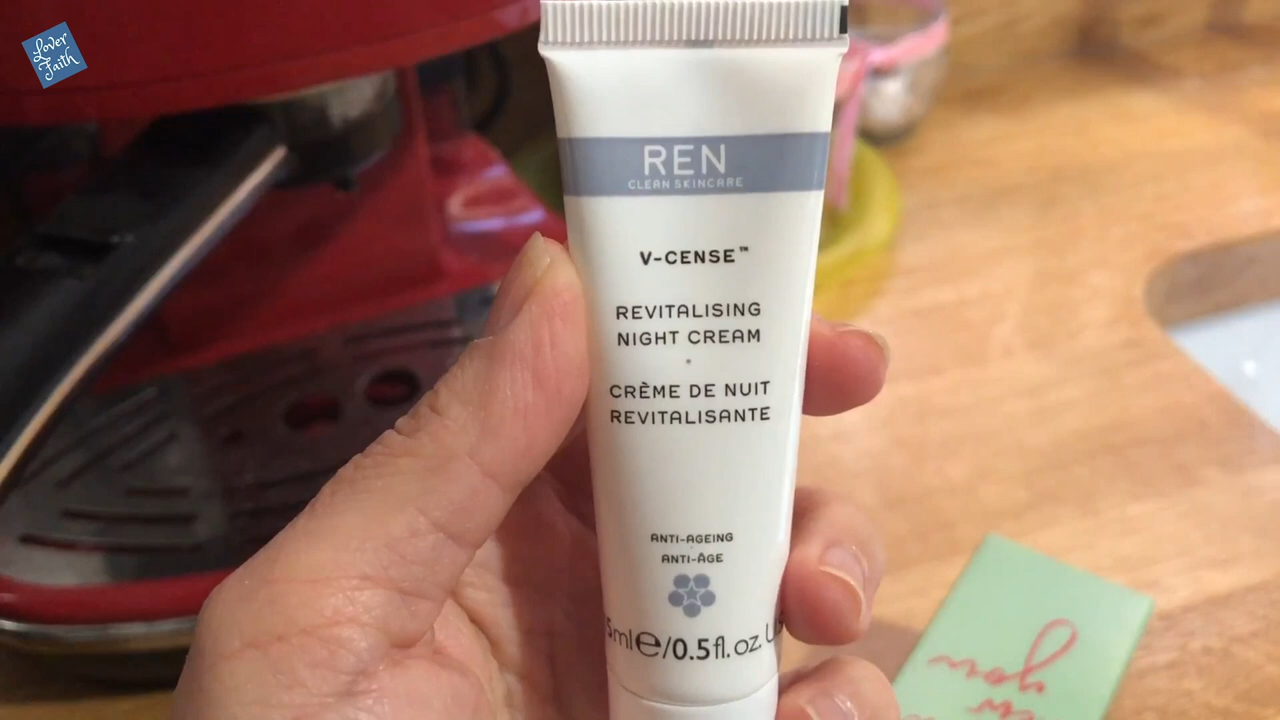 Lover
Faith
REN
CLEAN SKINCARE
V-CENSE™
REVITALISING
NIGHT CREAM
CRÈME DE NUIT
REVITALISANTE
ANTI-AGEING
ANTI-ÂGE
5ml℮/0.5fl.oz.
you